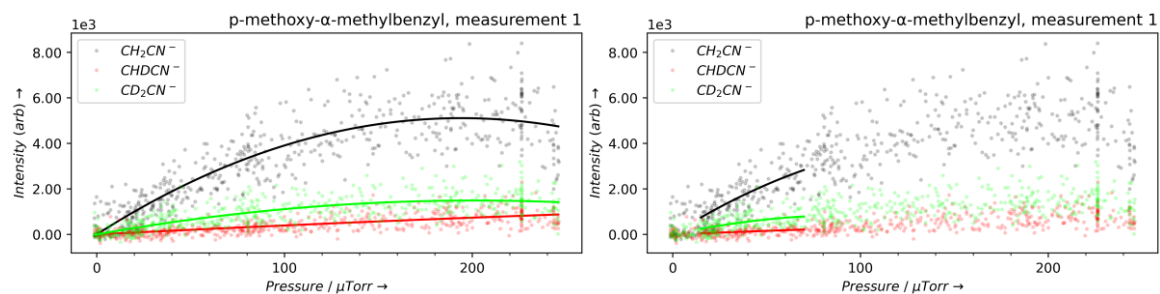 p-methoxy-α-methylbenzyl, measurement 1
1e3
8.00
6.00
4.00
2.00
0.00
Intensity (arb) →
CH₂CN⁻
CHDCN⁻
CD₂CN⁻
0
100
200
Pressure / μTorr →
p-methoxy-α-methylbenzyl, measurement 1
1e3
8.00
6.00
4.00
2.00
0.00
Intensity (arb) →
CH₂CN⁻
CHDCN⁻
CD₂CN⁻
0
100
200
Pressure / μTorr →